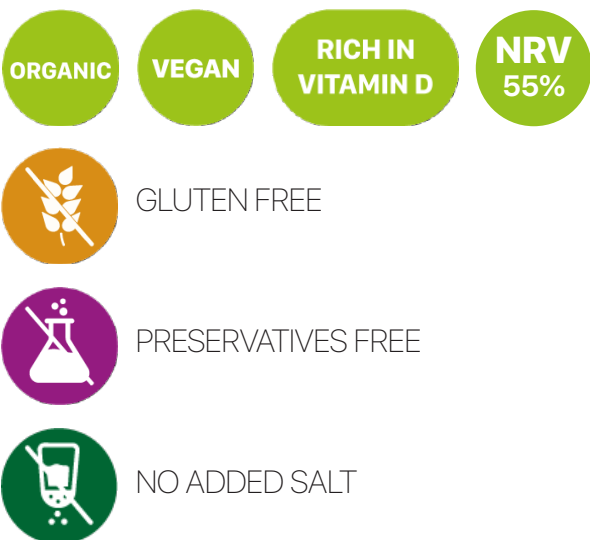 ORGANIC
VEGAN
RICH IN
VITAMIN D
NRV
55%
GLUTEN FREE
PRESERVATIVES FREE
NO ADDED SALT